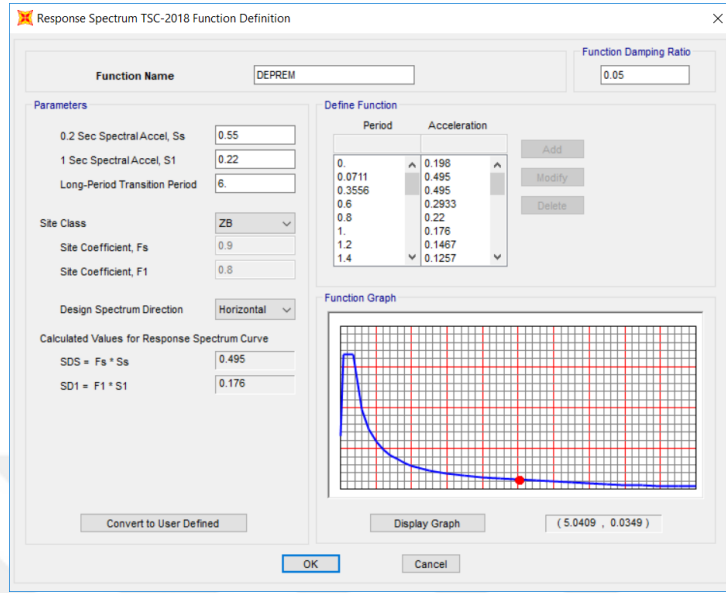 Response Spectrum TSC-2018 Function Definition
Function Name
DEPREM
Function Damping Ratio
0.05
Parameters
0.2 Sec Spectral Accel, Ss
0.55
1 Sec Spectral Accel, S1
0.22
Long-Period Transition Period
6.
Site Class
ZB
Site Coefficient, Fs
0.9
Site Coefficient, F1
0.8
Design Spectrum Direction
Horizontal
Calculated Values for Response Spectrum Curve
SDS = Fs * Ss
0.495
SD1 = F1 * S1
0.176
Convert to User Defined
Define Function
Period Acceleration
0. 0.198
0.0711 0.495
0.3556 0.495
0.6 0.2933
0.8 0.22
1. 0.176
1.2 0.1467
1.4 0.1257
Add
Modify
Delete
Function Graph
Display Graph
( 5.0409 , 0.0349 )
OK
Cancel